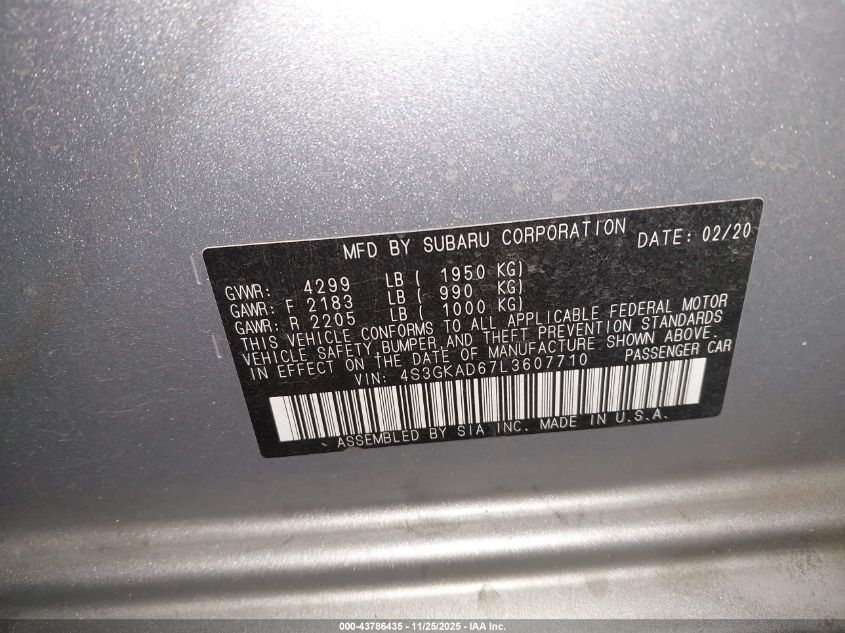 MFD BY SUBARU CORPORATION DATE: 02/20
GVWR: 4299 LB ( 1950 KG)
GAWR: F 2183 LB ( 990 KG)
GAWR: R 2205 LB ( 1000 KG)
THIS VEHICLE CONFORMS TO ALL APPLICABLE FEDERAL MOTOR
VEHICLE SAFETY,BUMPER,AND THEFT PREVENTION STANDARDS
IN EFFECT ON THE DATE OF MANUFACTURE SHOWN ABOVE.
VIN: 4S3GKAD67L3607710 PASSENGER CAR
ASSEMBLED BY SIA INC. MADE IN U.S.A.
000-43786435 - 11/25/2025 - IAA Inc.